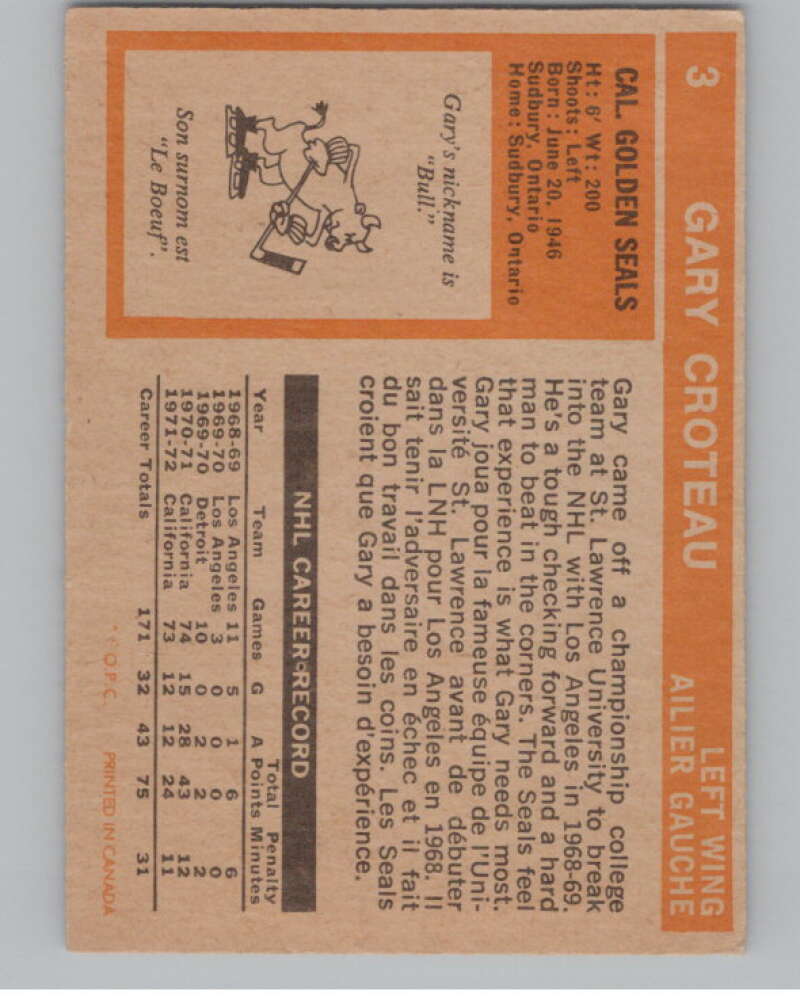 3 GARY CROTEAU
LEFT WING
AILIER GAUCHE
CAL. GOLDEN SEALS
Ht: 6' Wt: 200
Shoots: Left
Born: June 20, 1946
Sudbury, Ontario
Home: Sudbury, Ontario
Gary's nickname is
"Bull."
Son surnom est
"Le Boeuf".
Gary came off a championship college
team at St. Lawrence University to break
into the NHL with Los Angeles in 1968-69.
He's a tough checking forward and a hard
man to beat in the corners. The Seals feel
that experience is what Gary needs most.
Gary joua pour la fameuse équipe de l'Uni-
versité St. Lawrence avant de débuter
dans la LNH pour Los Angeles en 1968. Il
sait tenir l'adversaire en échec et il fait
du bon travail dans les coins. Les Seals
croient que Gary a besoin d'expérience.
NHL CAREER RECORD
Total Penalty
Year Team Games G A Points Minutes
1968-69 Los Angeles 11 5 1 6 6
1969-70 Los Angeles 3 0 0 0 0
1969-70 Detroit 10 0 2 2 2
1970-71 California 74 15 28 43 12
1971-72 California 73 12 12 24 11
Career Totals 171 32 43 75 31
* © O.P.C. PRINTED IN CANADA